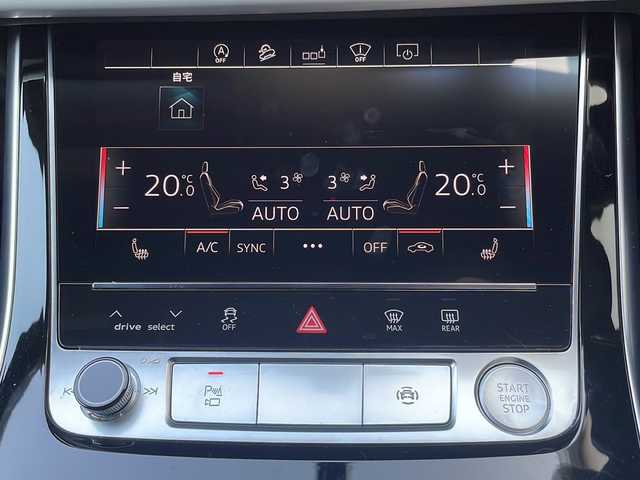 A
OFF
OFF
自宅
+ 20.0 °C 3 3 20.0 °C +
− AUTO AUTO −
A/C SYNC ••• OFF
drive select
OFF
MAX
REAR
P
START
ENGINE
STOP